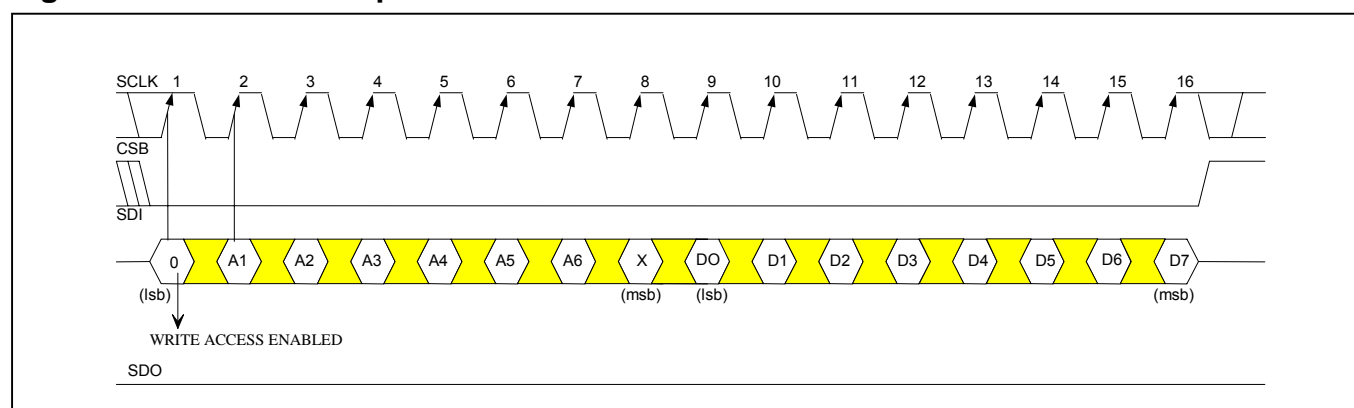 SCLK 1 2 3 4 5 6 7 8 9 10 11 12 13 14 15 16
CSB
SDI
0 A1 A2 A3 A4 A5 A6 X DO D1 D2 D3 D4 D5 D6 D7
(lsb) (msb) (lsb) (msb)
WRITE ACCESS ENABLED
SDO